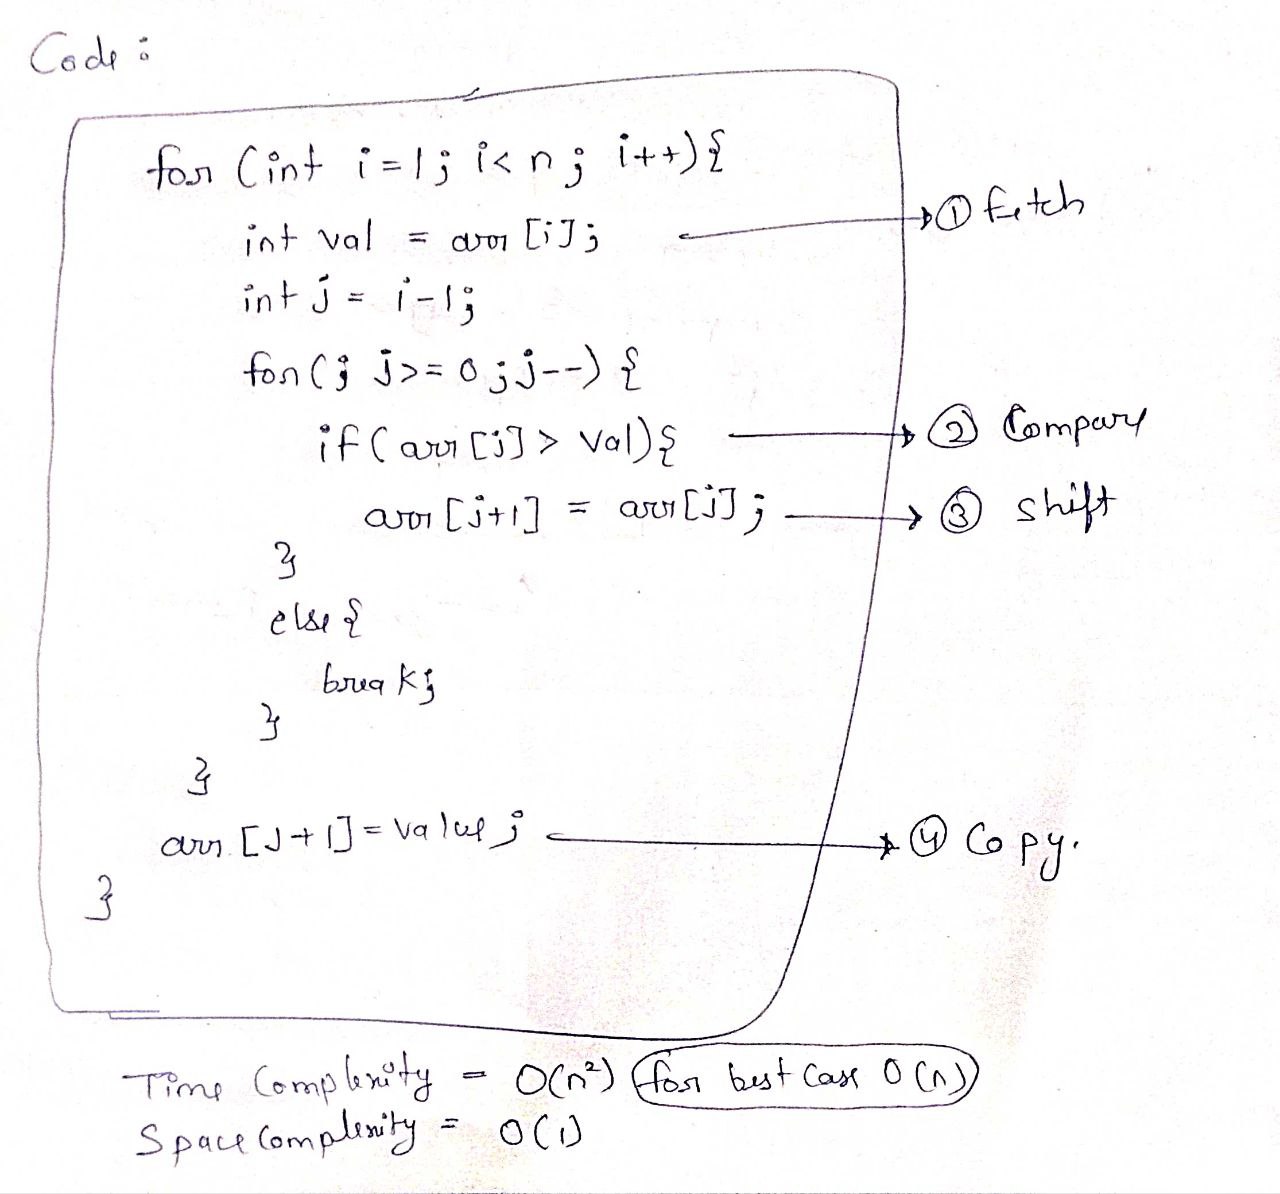 Code :
for (int i=1; i<n; i++){
int val = arr [i]; → ① Fetch
int j = i-1;
for(; j>=0; j--) {
if(arr[j]> val){ → ② Compare
arr[j+1] = arr[j]; → ③ shift
}
else{
break;
}
}
arr[J+1]=value; → ④ Copy.
}
Time Complexity = O(n²) (for best case O(n))
Space Complexity = O(1)